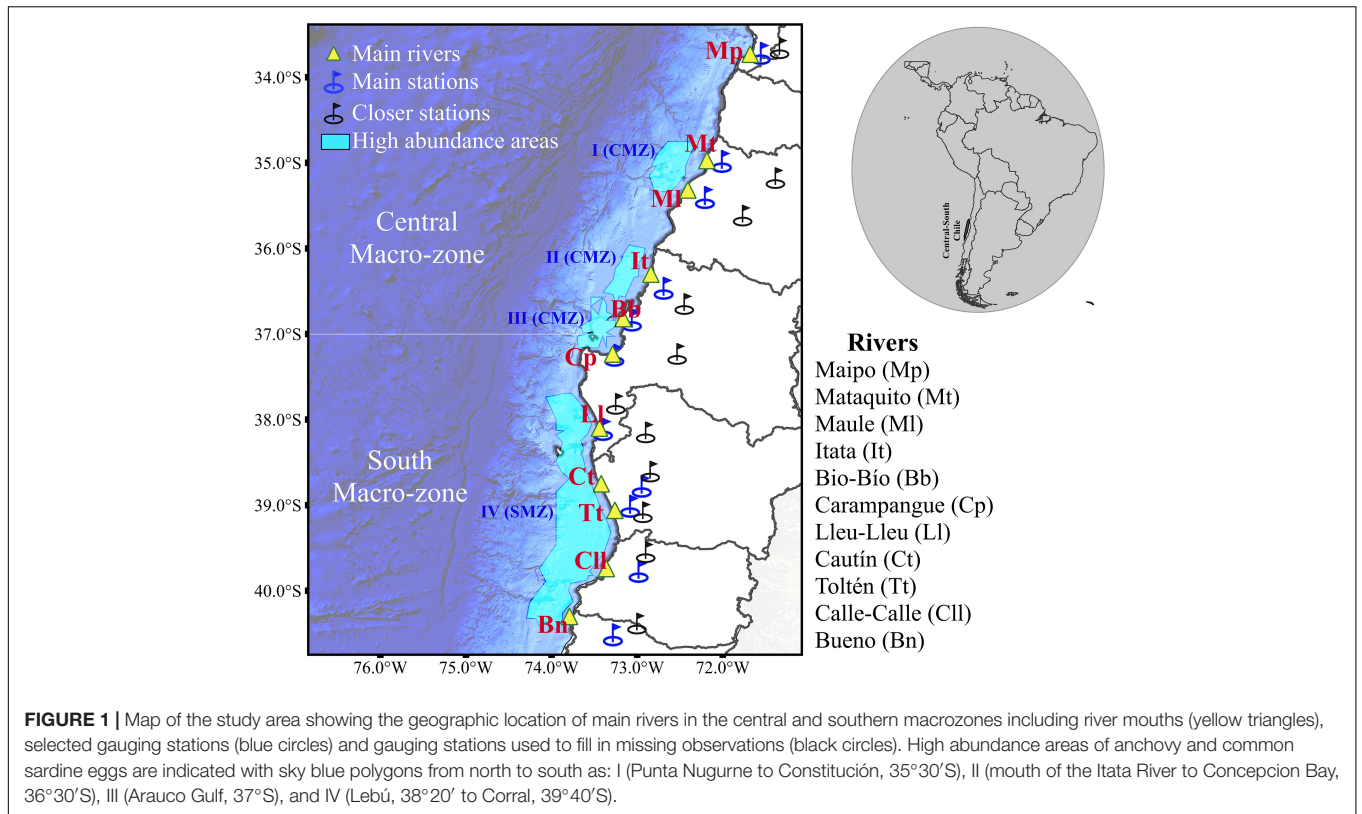 Main rivers
Main stations
Closer stations
High abundance areas
34.0°S
35.0°S
36.0°S
37.0°S
38.0°S
39.0°S
40.0°S
76.0°W
75.0°W
74.0°W
73.0°W
72.0°W
Mp
Mt
I (CMZ)
Ml
Central
Macro-zone
II (CMZ)
It
Bb
III (CMZ)
Cp
Ll
South
Macro-zone
Ct
IV (SMZ)
Tt
Cll
Bn
Central-South
Chile
Rivers
Maipo (Mp)
Mataquito (Mt)
Maule (Ml)
Itata (It)
Bio-Bío (Bb)
Carampangue (Cp)
Lleu-Lleu (Ll)
Cautín (Ct)
Toltén (Tt)
Calle-Calle (Cll)
Bueno (Bn)
FIGURE 1 | Map of the study area showing the geographic location of main rivers in the central and southern macrozones including river mouths (yellow triangles),
selected gauging stations (blue circles) and gauging stations used to fill in missing observations (black circles). High abundance areas of anchovy and common
sardine eggs are indicated with sky blue polygons from north to south as: I (Punta Nugurne to Constitución, 35°30′S), II (mouth of the Itata River to Concepcion Bay,
36°30′S), III (Arauco Gulf, 37°S), and IV (Lebú, 38°20′ to Corral, 39°40′S).